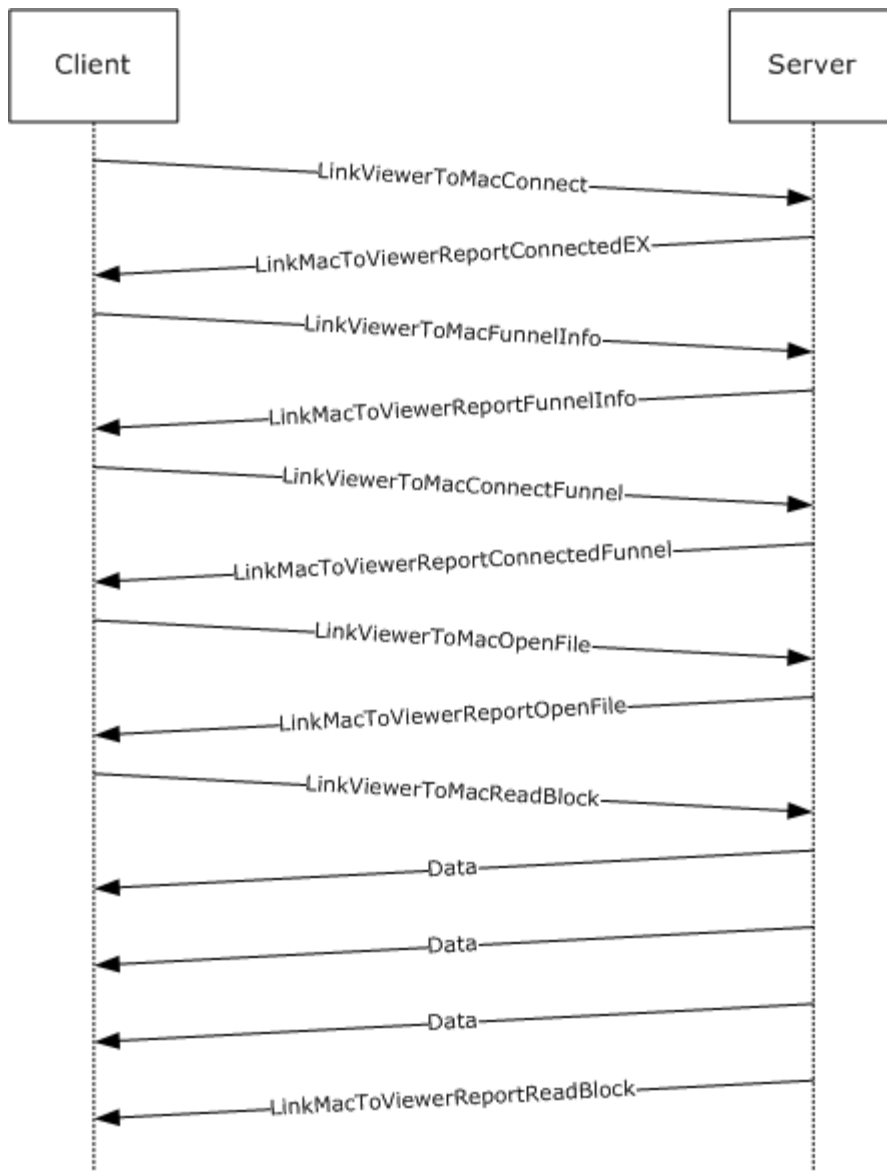 Client
Server
LinkViewerToMacConnect
LinkMacToViewerReportConnectedEX
LinkViewerToMacFunnelInfo
LinkMacToViewerReportFunnelInfo
LinkViewerToMacConnectFunnel
LinkMacToViewerReportConnectedFunnel
LinkViewerToMacOpenFile
LinkMacToViewerReportOpenFile
LinkViewerToMacReadBlock
Data
Data
Data
LinkMacToViewerReportReadBlock